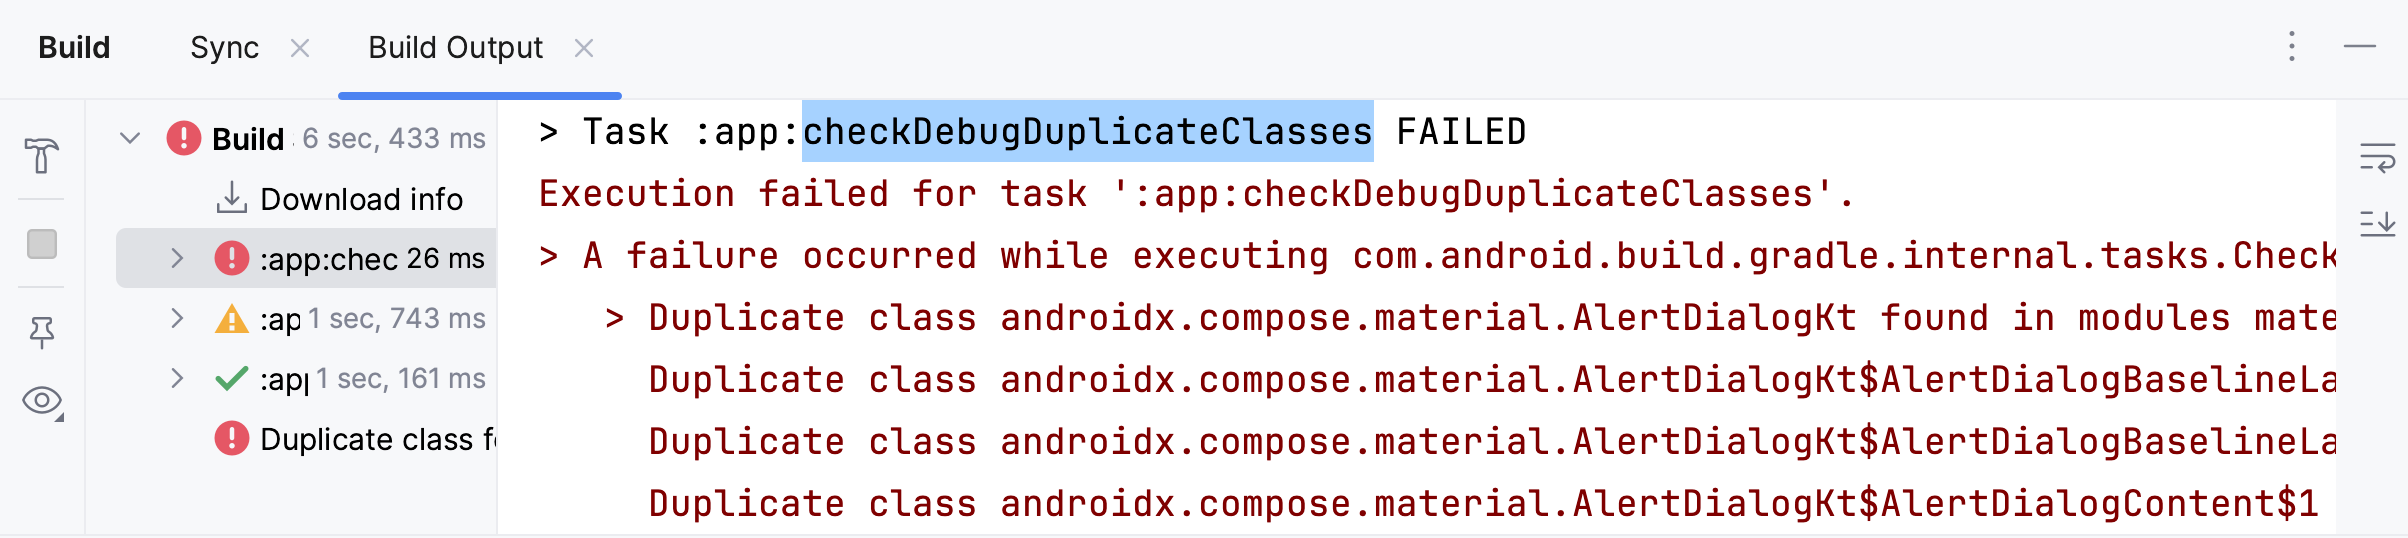 Build Sync Build Output
Build 6 sec, 433 ms
Download info
:app:chec 26 ms
:ap 1 sec, 743 ms
:app 1 sec, 161 ms
Duplicate class fo
> Task :app:checkDebugDuplicateClasses FAILED
Execution failed for task ':app:checkDebugDuplicateClasses'.
> A failure occurred while executing com.android.build.gradle.internal.tasks.Check
> Duplicate class androidx.compose.material.AlertDialogKt found in modules mate
Duplicate class androidx.compose.material.AlertDialogKt$AlertDialogBaselineLa
Duplicate class androidx.compose.material.AlertDialogKt$AlertDialogBaselineLa
Duplicate class androidx.compose.material.AlertDialogKt$AlertDialogContent$1